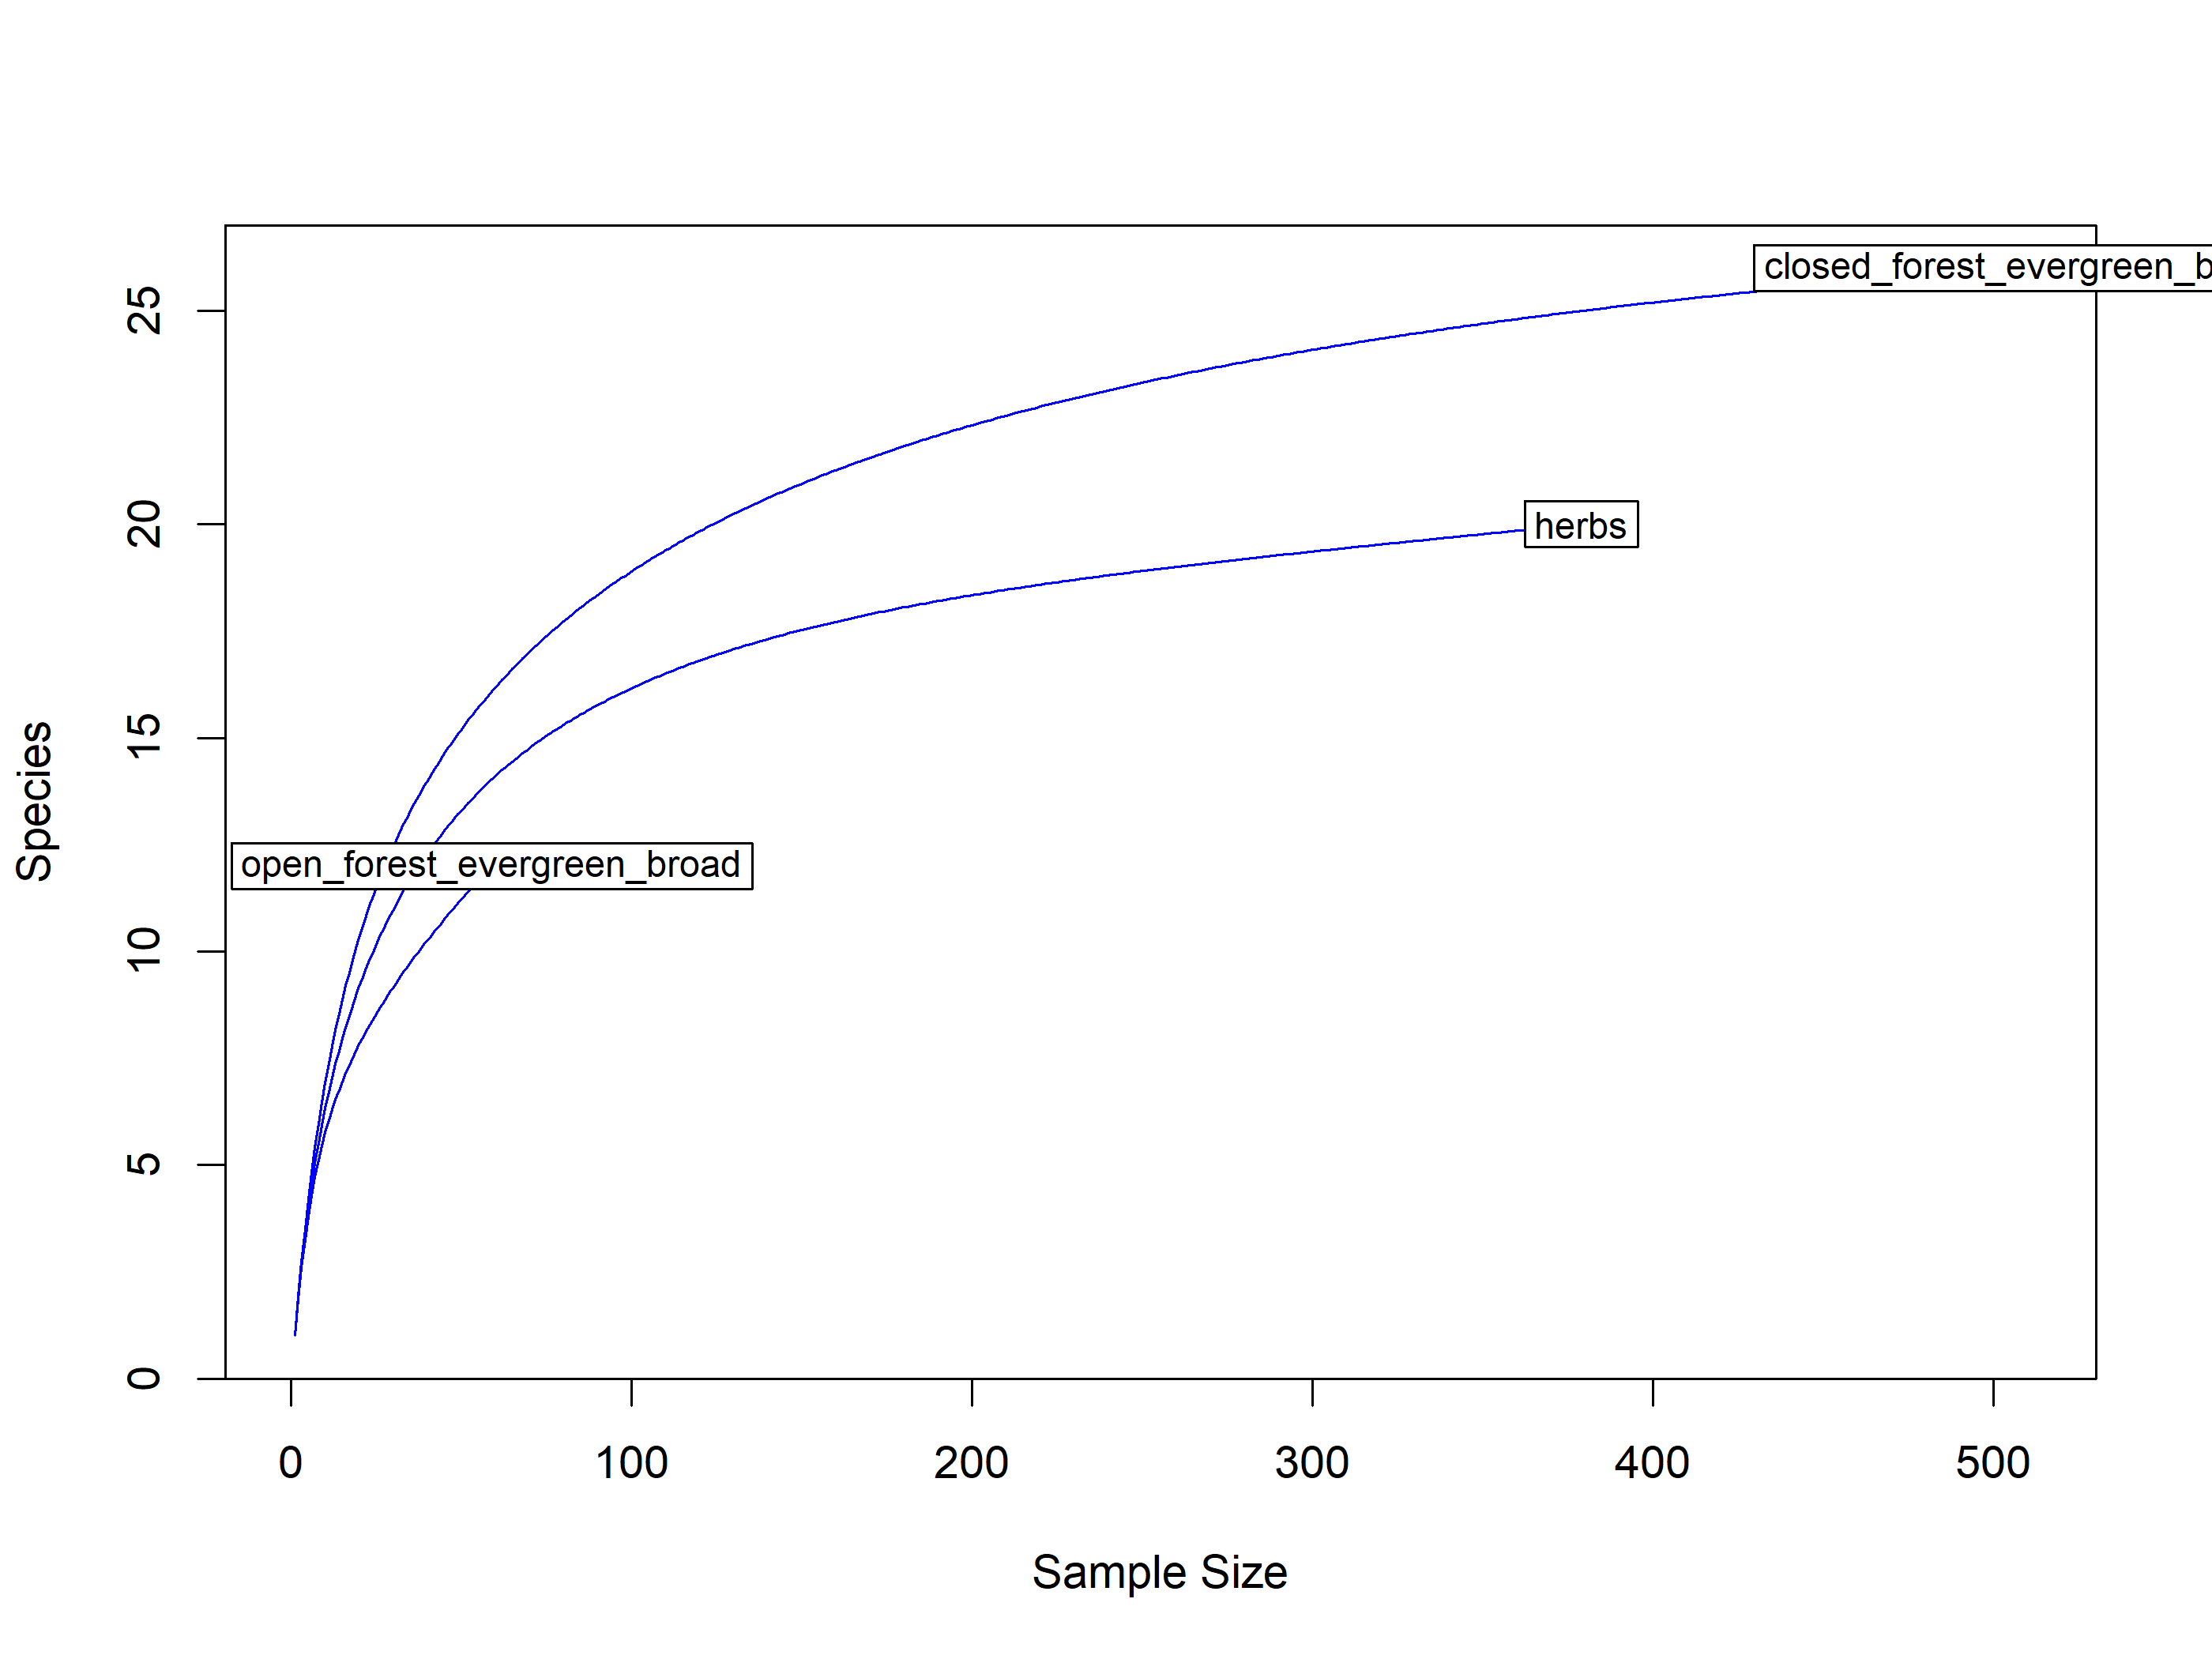 closed_forest_evergreen_b
herbs
open_forest_evergreen_broad
Species
25
20
15
10
5
0
0 100 200 300 400 500
Sample Size